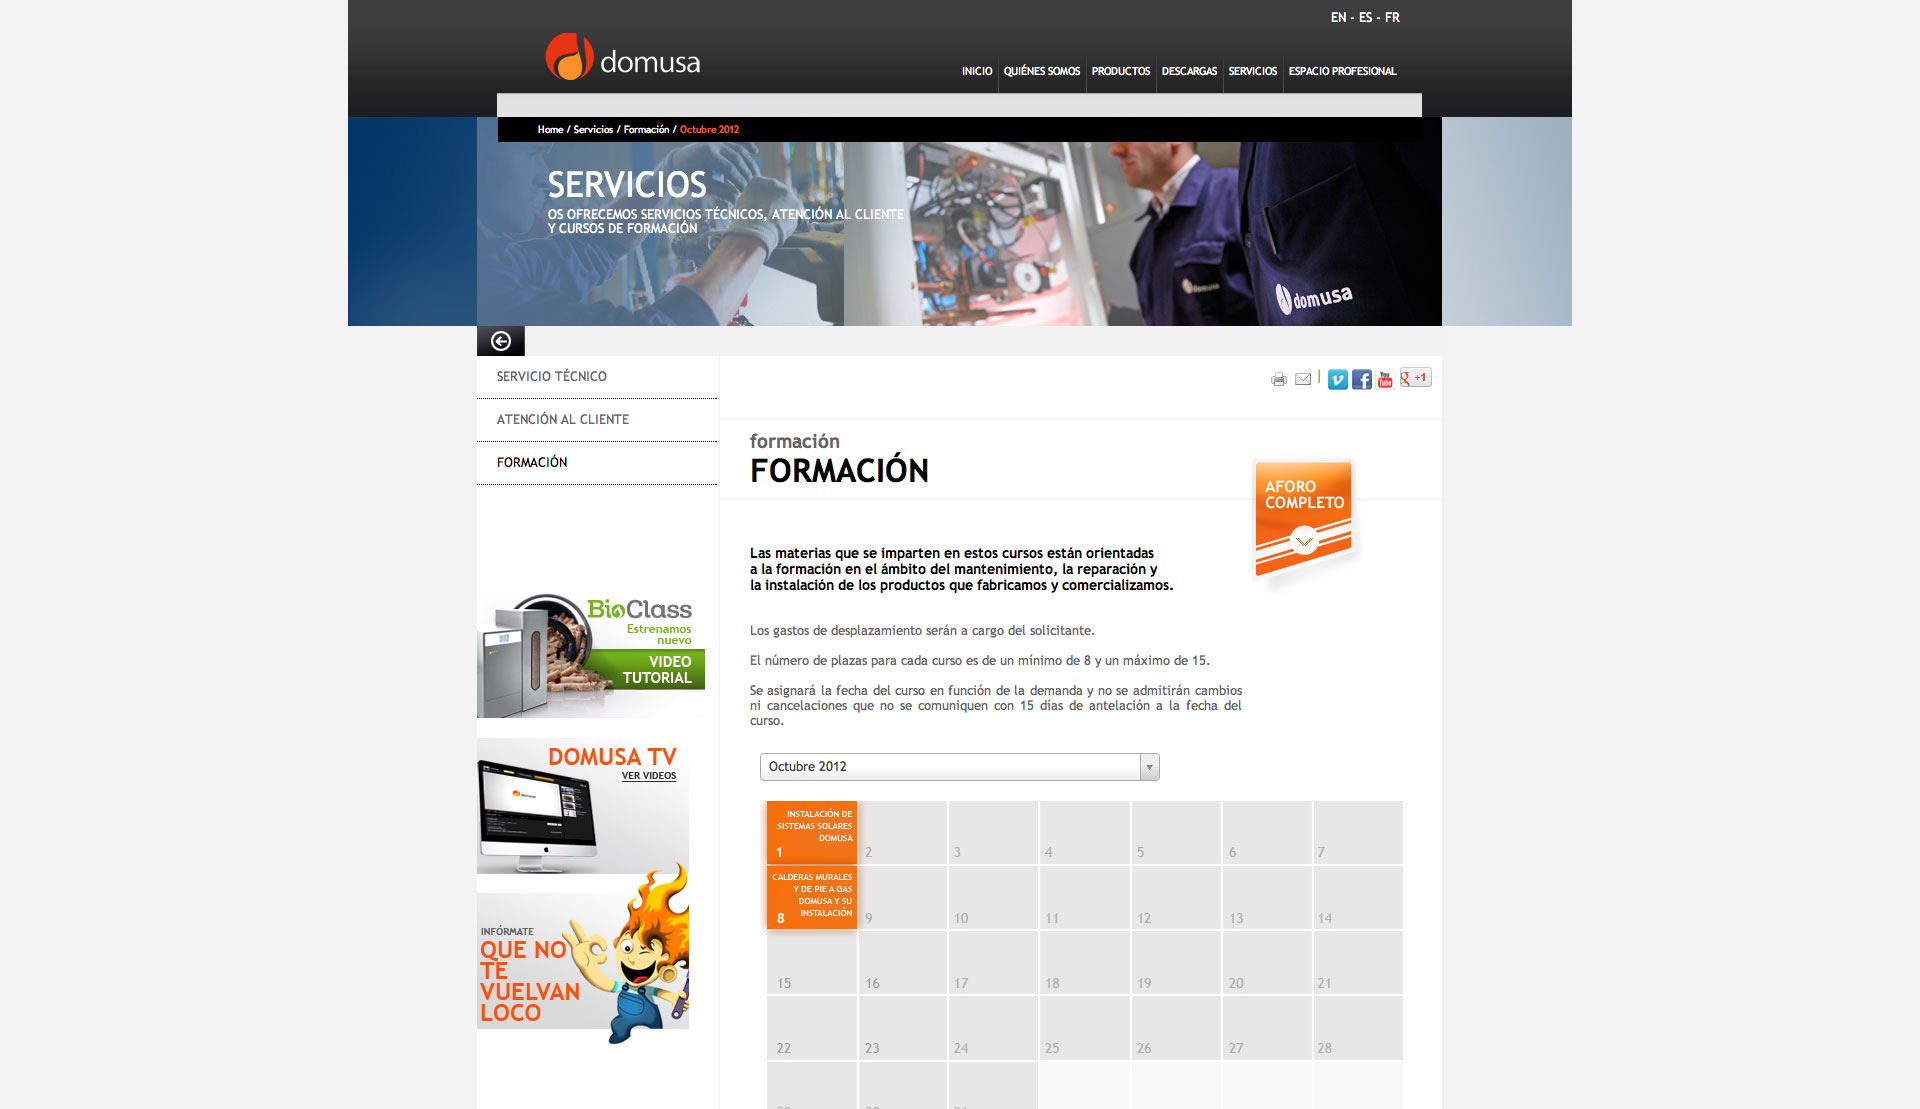 EN - ES - FR
domusa
INICIO
QUIÉNES SOMOS
PRODUCTOS
DESCARGAS
SERVICIOS
ESPACIO PROFESIONAL
Home / Servicios / Formación / Octubre 2012
SERVICIOS
OS OFRECEMOS SERVICIOS TÉCNICOS, ATENCIÓN AL CLIENTE
Y CURSOS DE FORMACIÓN
domusa
domusa
SERVICIO TÉCNICO
ATENCIÓN AL CLIENTE
FORMACIÓN
BioClass
Estrenamos
nuevo
VIDEO
TUTORIAL
DOMUSA TV
VER VIDEOS
domusa
INFÓRMATE
QUE NO
TE
VUELVAN
LOCO
You
Tube
+1
formación
FORMACIÓN
AFORO
COMPLETO
Las materias que se imparten en estos cursos están orientadas
a la formación en el ámbito del mantenimiento, la reparación y
la instalación de los productos que fabricamos y comercializamos.
Los gastos de desplazamiento serán a cargo del solicitante.
El número de plazas para cada curso es de un mínimo de 8 y un máximo de 15.
Se asignará la fecha del curso en función de la demanda y no se admitirán cambios
ni cancelaciones que no se comuniquen con 15 días de antelación a la fecha del
curso.
Octubre 2012
INSTALACIÓN DE
SISTEMAS SOLARES
DOMUSA
1 2 3 4 5 6 7
CALDERAS MURALES
Y DE PIE A GAS
DOMUSA Y SU
INSTALACIÓN
8 9 10 11 12 13 14
15 16 17 18 19 20 21
22 23 24 25 26 27 28